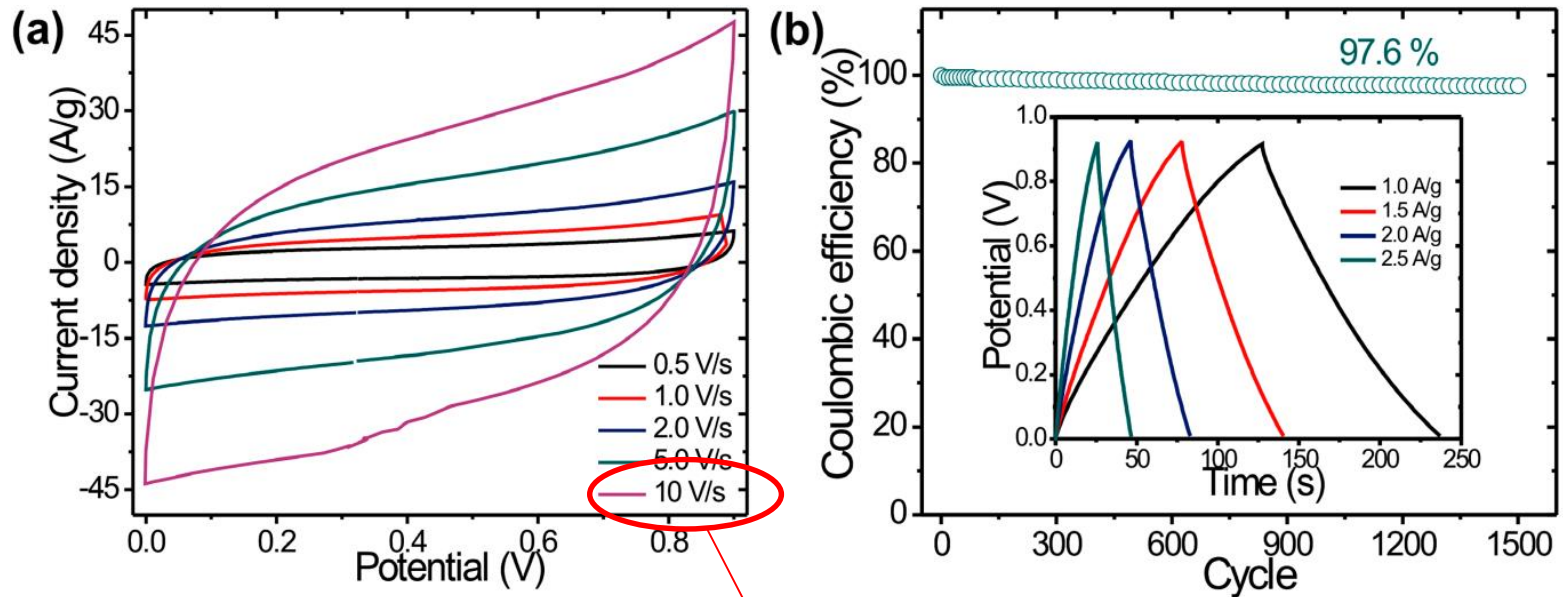 (a)
Current density (A/g)
45
30
15
0
-15
-30
-45
0.5 V/s
1.0 V/s
2.0 V/s
5.0 V/s
10 V/s
0.0
0.2
0.4
0.6
0.8
Potential (V)
(b)
Coulombic efficiency (%)
100
80
60
40
20
0
97.6 %
Potential (V)
1.0
0.8
0.6
0.4
0.2
0.0
1.0 A/g
1.5 A/g
2.0 A/g
2.5 A/g
0
50
100
150
200
250
Time (s)
0
300
600
900
1200
1500
Cycle